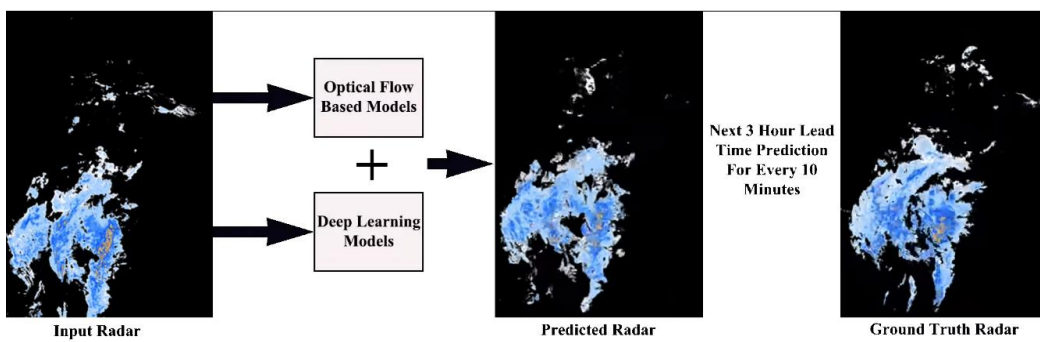 Optical Flow
Based Models
+
Deep Learning
Models
Next 3 Hour Lead
Time Prediction
For Every 10
Minutes
Input Radar
Predicted Radar
Ground Truth Radar